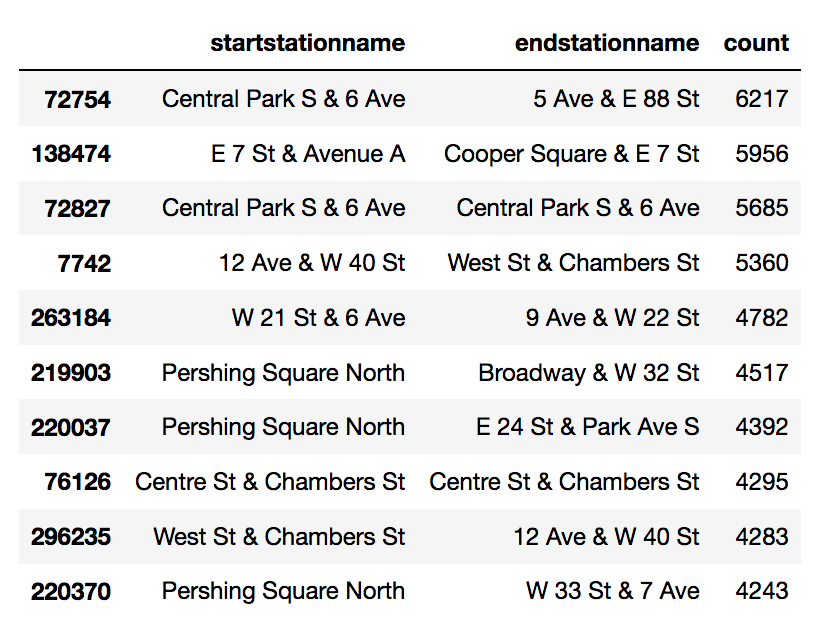 startstationname endstationname count
72754 Central Park S & 6 Ave 5 Ave & E 88 St 6217
138474 E 7 St & Avenue A Cooper Square & E 7 St 5956
72827 Central Park S & 6 Ave Central Park S & 6 Ave 5685
7742 12 Ave & W 40 St West St & Chambers St 5360
263184 W 21 St & 6 Ave 9 Ave & W 22 St 4782
219903 Pershing Square North Broadway & W 32 St 4517
220037 Pershing Square North E 24 St & Park Ave S 4392
76126 Centre St & Chambers St Centre St & Chambers St 4295
296235 West St & Chambers St 12 Ave & W 40 St 4283
220370 Pershing Square North W 33 St & 7 Ave 4243